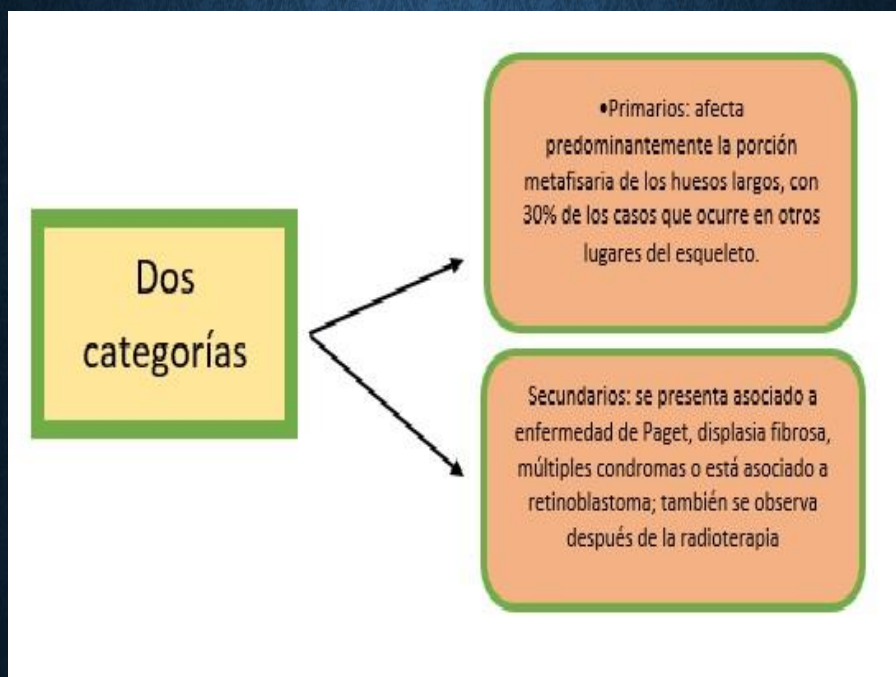 Dos
categorías
•Primarios: afecta
predominantemente la porción
metafisaria de los huesos largos, con
30% de los casos que ocurre en otros
lugares del esqueleto.
Secundarios: se presenta asociado a
enfermedad de Paget, displasia fibrosa,
múltiples condromas o está asociado a
retinoblastoma; también se observa
después de la radioterapia